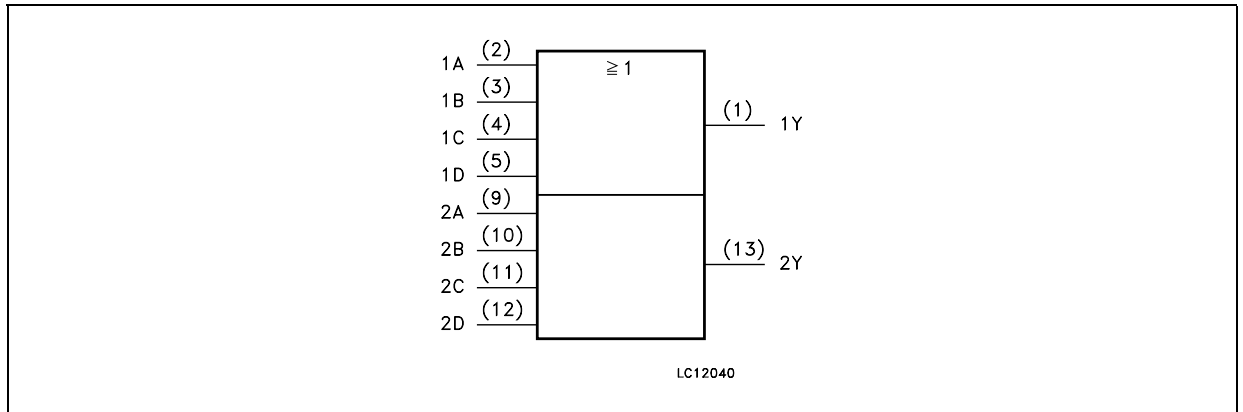 1A (2) ≧ 1
1B (3)
(1) 1Y
1C (4)
1D (5)
2A (9)
2B (10)
(13) 2Y
2C (11)
2D (12)
LC12040